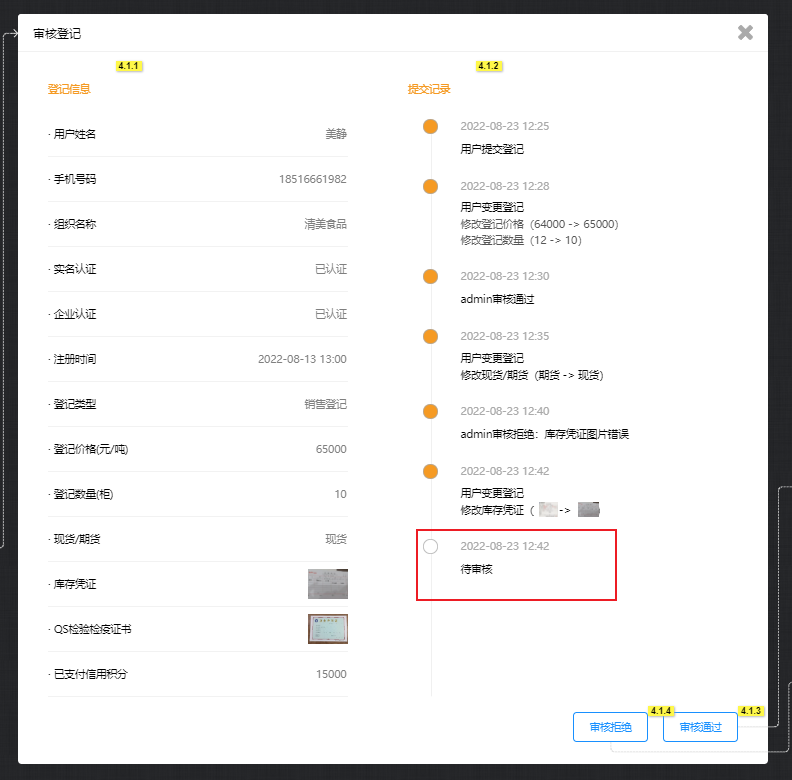 审核登记
4.1.1
登记信息
· 用户姓名 美静
· 手机号码 18516661982
· 组织名称 清美食品
· 实名认证 已认证
· 企业认证 已认证
· 注册时间 2022-08-13 13:00
· 登记类型 销售登记
· 登记价格(元/吨) 65000
· 登记数量(柜) 10
· 现货/期货 现货
· 库存凭证
· QS检验检疫证书
· 已支付信用积分 15000
4.1.2
提交记录
2022-08-23 12:25
用户提交登记
2022-08-23 12:28
用户变更登记
修改登记价格（64000 -> 65000）
修改登记数量（12 -> 10）
2022-08-23 12:30
admin审核通过
2022-08-23 12:35
用户变更登记
修改现货/期货（期货 -> 现货）
2022-08-23 12:40
admin审核拒绝：库存凭证图片错误
2022-08-23 12:42
用户变更登记
修改库存凭证（ -> ）
2022-08-23 12:42
待审核
审核拒绝
4.1.4
审核通过
4.1.3